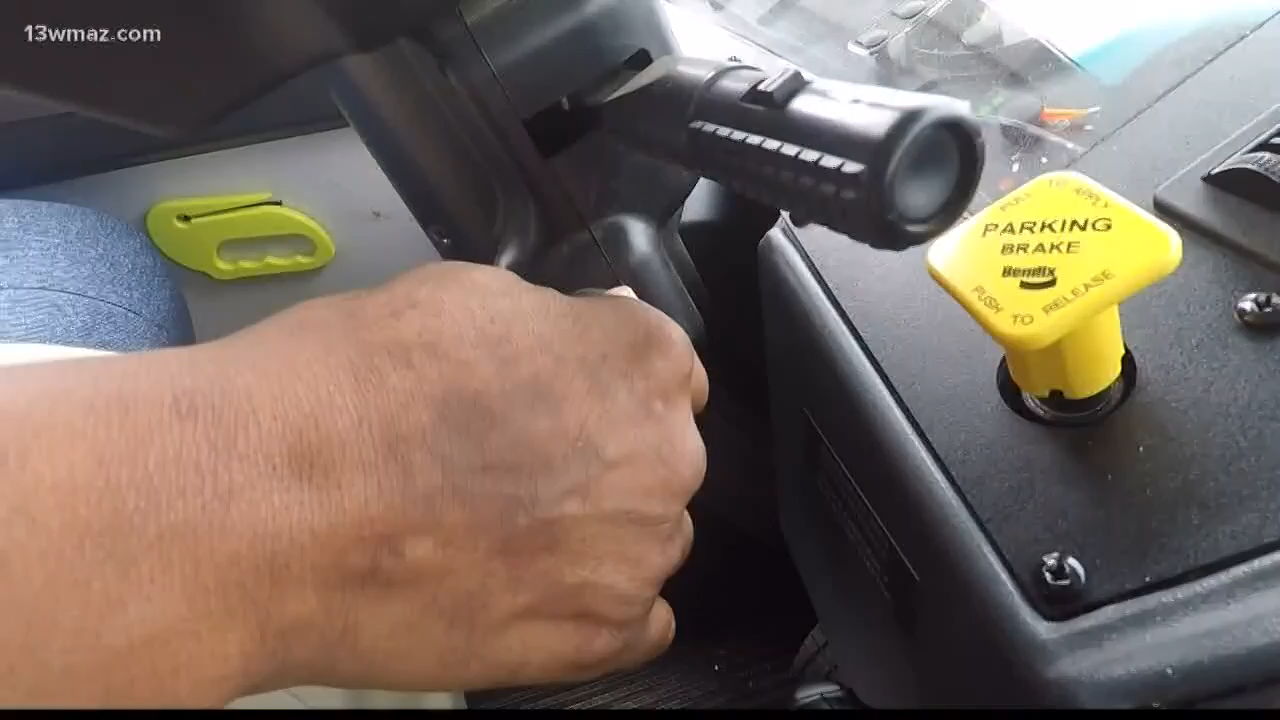 13wmaz.com
PULL TO APPLY
PARKING
BRAKE
Bendix
PUSH TO RELEASE